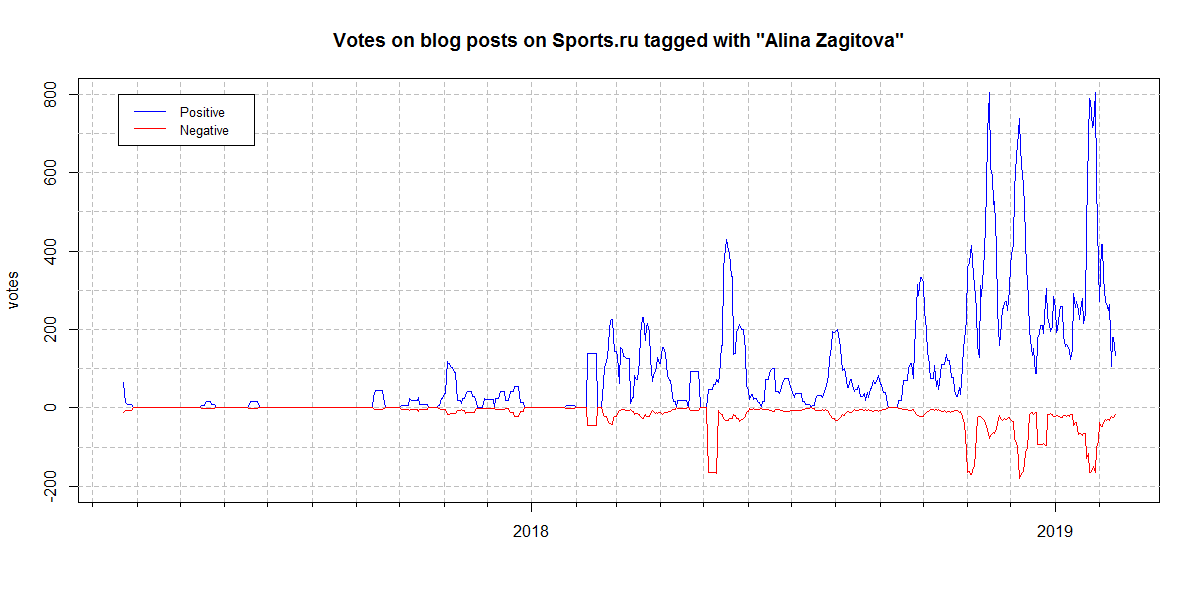 Votes on blog posts on Sports.ru tagged with "Alina Zagitova"
Positive
Negative
votes
800
600
400
200
0
-200
2018
2019